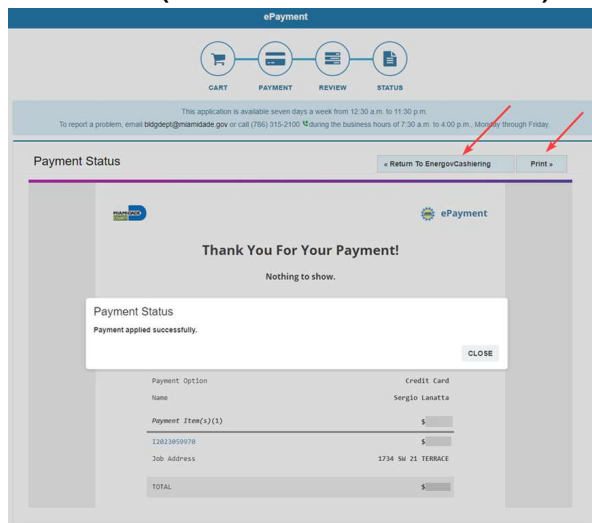 ePayment
CART PAYMENT REVIEW STATUS
This application is available seven days a week from 12:30 a.m. to 11:30 p.m.
To report a problem, email bldgdept@miamidade.gov or call (786) 315-2100 during the business hours of 7:30 a.m. to 4:00 p.m., Monday through Friday.
Payment Status
« Return To EnergovCashiering
Print »
MIAMI-DADE COUNTY
ePayment
Thank You For Your Payment!
Nothing to show.
Payment Status
Payment applied successfully.
CLOSE
Payment Option Credit Card
Name Sergio Lanatta
Payment Item(s)(1) $
I2023059970 $
Job Address 1734 SW 21 TERRACE
TOTAL $